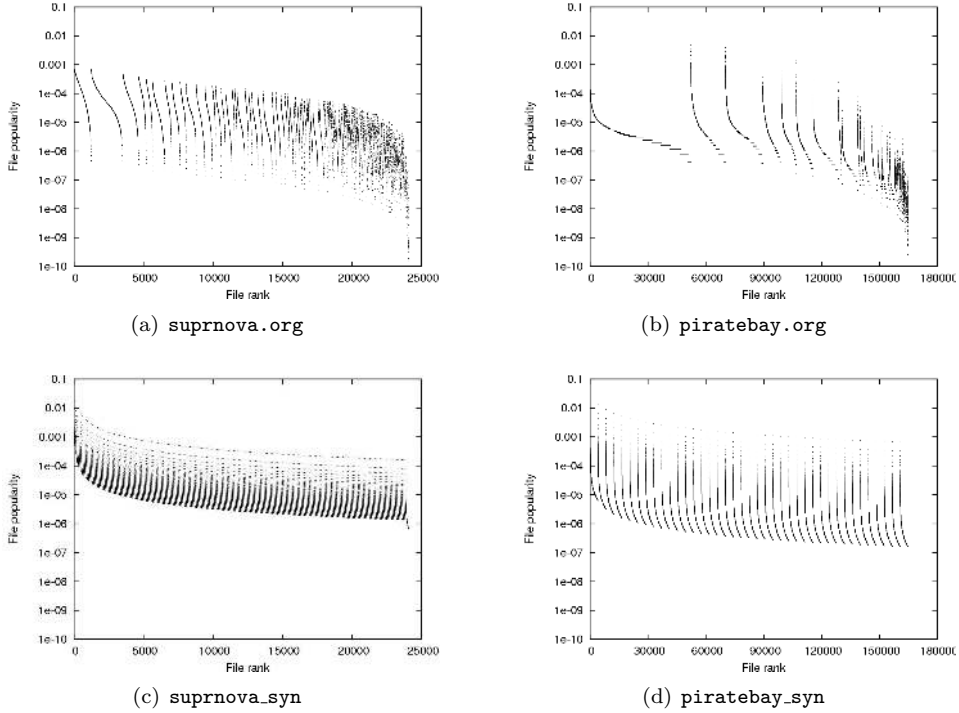 0.1
0.01
0.001
1e-04
1e-05
1e-06
1e-07
1e-08
1e-09
1e-10
File popularity
0 5000 10000 15000 20000 25000
File rank
(a) suprnova.org
0.1
0.01
0.001
1e-04
1e-05
1e-06
1e-07
1e-08
1e-09
1e-10
File popularity
0 30000 60000 90000 120000 150000 180000
File rank
(b) piratebay.org
0.1
0.01
0.001
1e-04
1e-05
1e-06
1e-07
1e-08
1e-09
1e-10
File popularity
0 5000 10000 15000 20000 25000
File rank
(c) suprnova_syn
0.1
0.01
0.001
1e-04
1e-05
1e-06
1e-07
1e-08
1e-09
1e-10
File popularity
0 30000 60000 90000 120000 150000 180000
File rank
(d) piratebay_syn